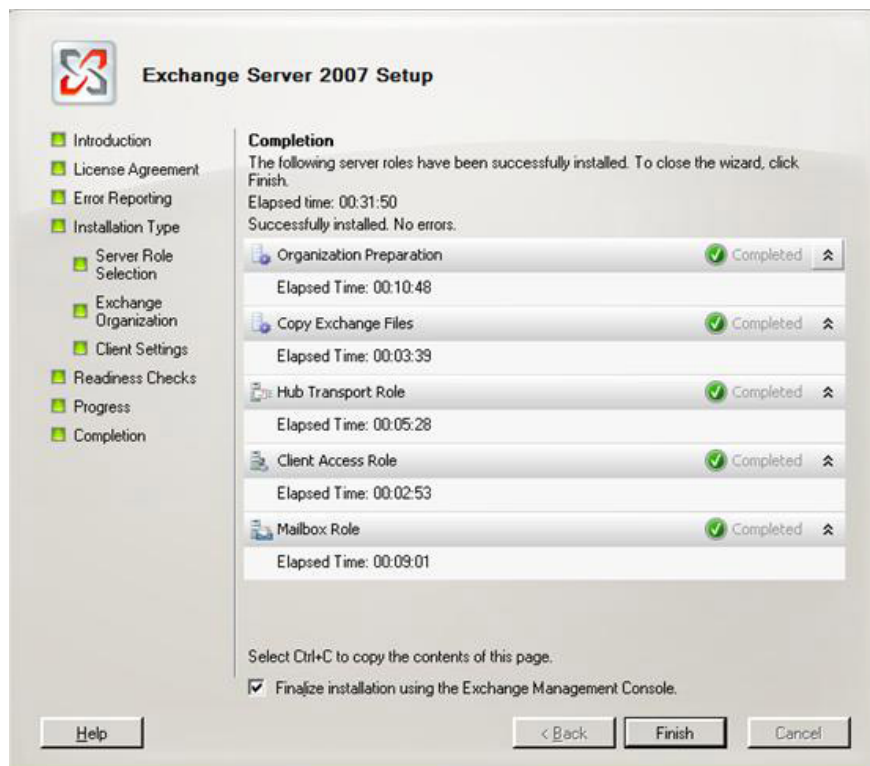 Exchange Server 2007 Setup
Introduction
License Agreement
Error Reporting
Installation Type
Server Role
Selection
Exchange
Organization
Client Settings
Readiness Checks
Progress
Completion
Completion
The following server roles have been successfully installed. To close the wizard, click
Finish.
Elapsed time: 00:31:50
Successfully installed. No errors.
Organization Preparation Completed
Elapsed Time: 00:10:48
Copy Exchange Files Completed
Elapsed Time: 00:03:39
Hub Transport Role Completed
Elapsed Time: 00:05:28
Client Access Role Completed
Elapsed Time: 00:02:53
Mailbox Role Completed
Elapsed Time: 00:09:01
Select Ctrl+C to copy the contents of this page.
Finalize installation using the Exchange Management Console.
Help < Back Finish Cancel